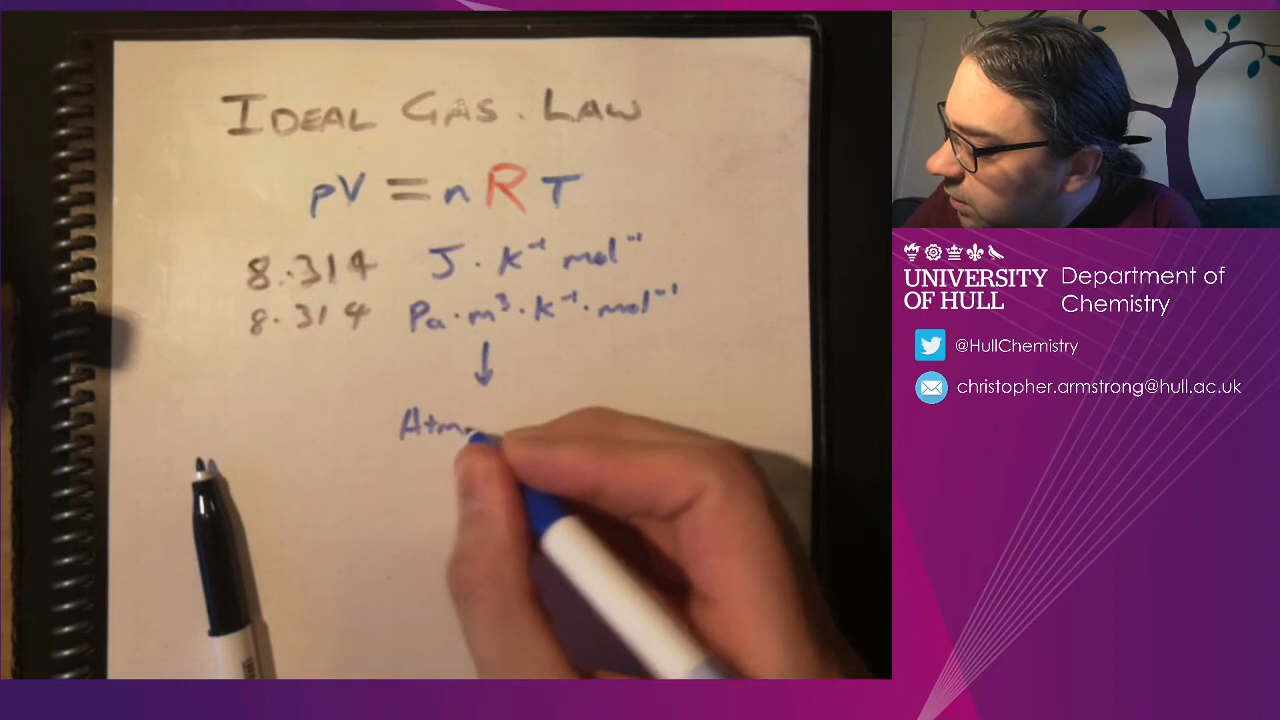 IDEAL GAS. LAW
pV = n R T
8.314 J · K⁻¹ mol⁻¹
8.314 Pa · m³ · K⁻¹ · mol⁻¹
↓
Atm.
UNIVERSITY OF HULL
Department of Chemistry
@HullChemistry
christopher.armstrong@hull.ac.uk